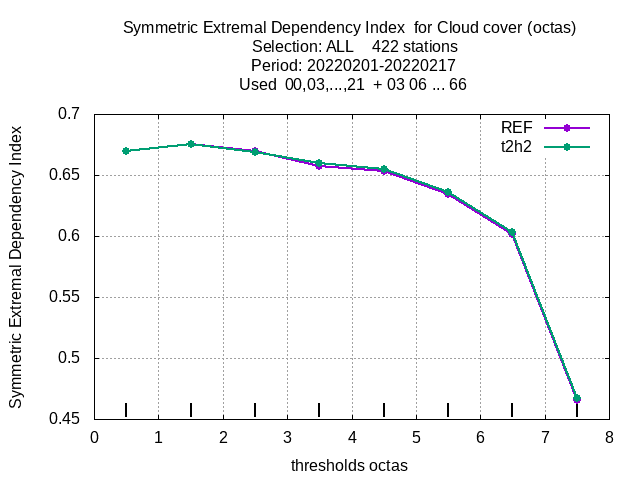 Symmetric Extremal Dependency Index  for Cloud cover (octas)
Selection: ALL    422 stations
Period: 20220201-20220217
Used  00,03,...,21  + 03 06 ... 66
REF
t2h2
Symmetric Extremal Dependency Index
0.7
0.65
0.6
0.55
0.5
0.45
0 1 2 3 4 5 6 7 8
thresholds octas